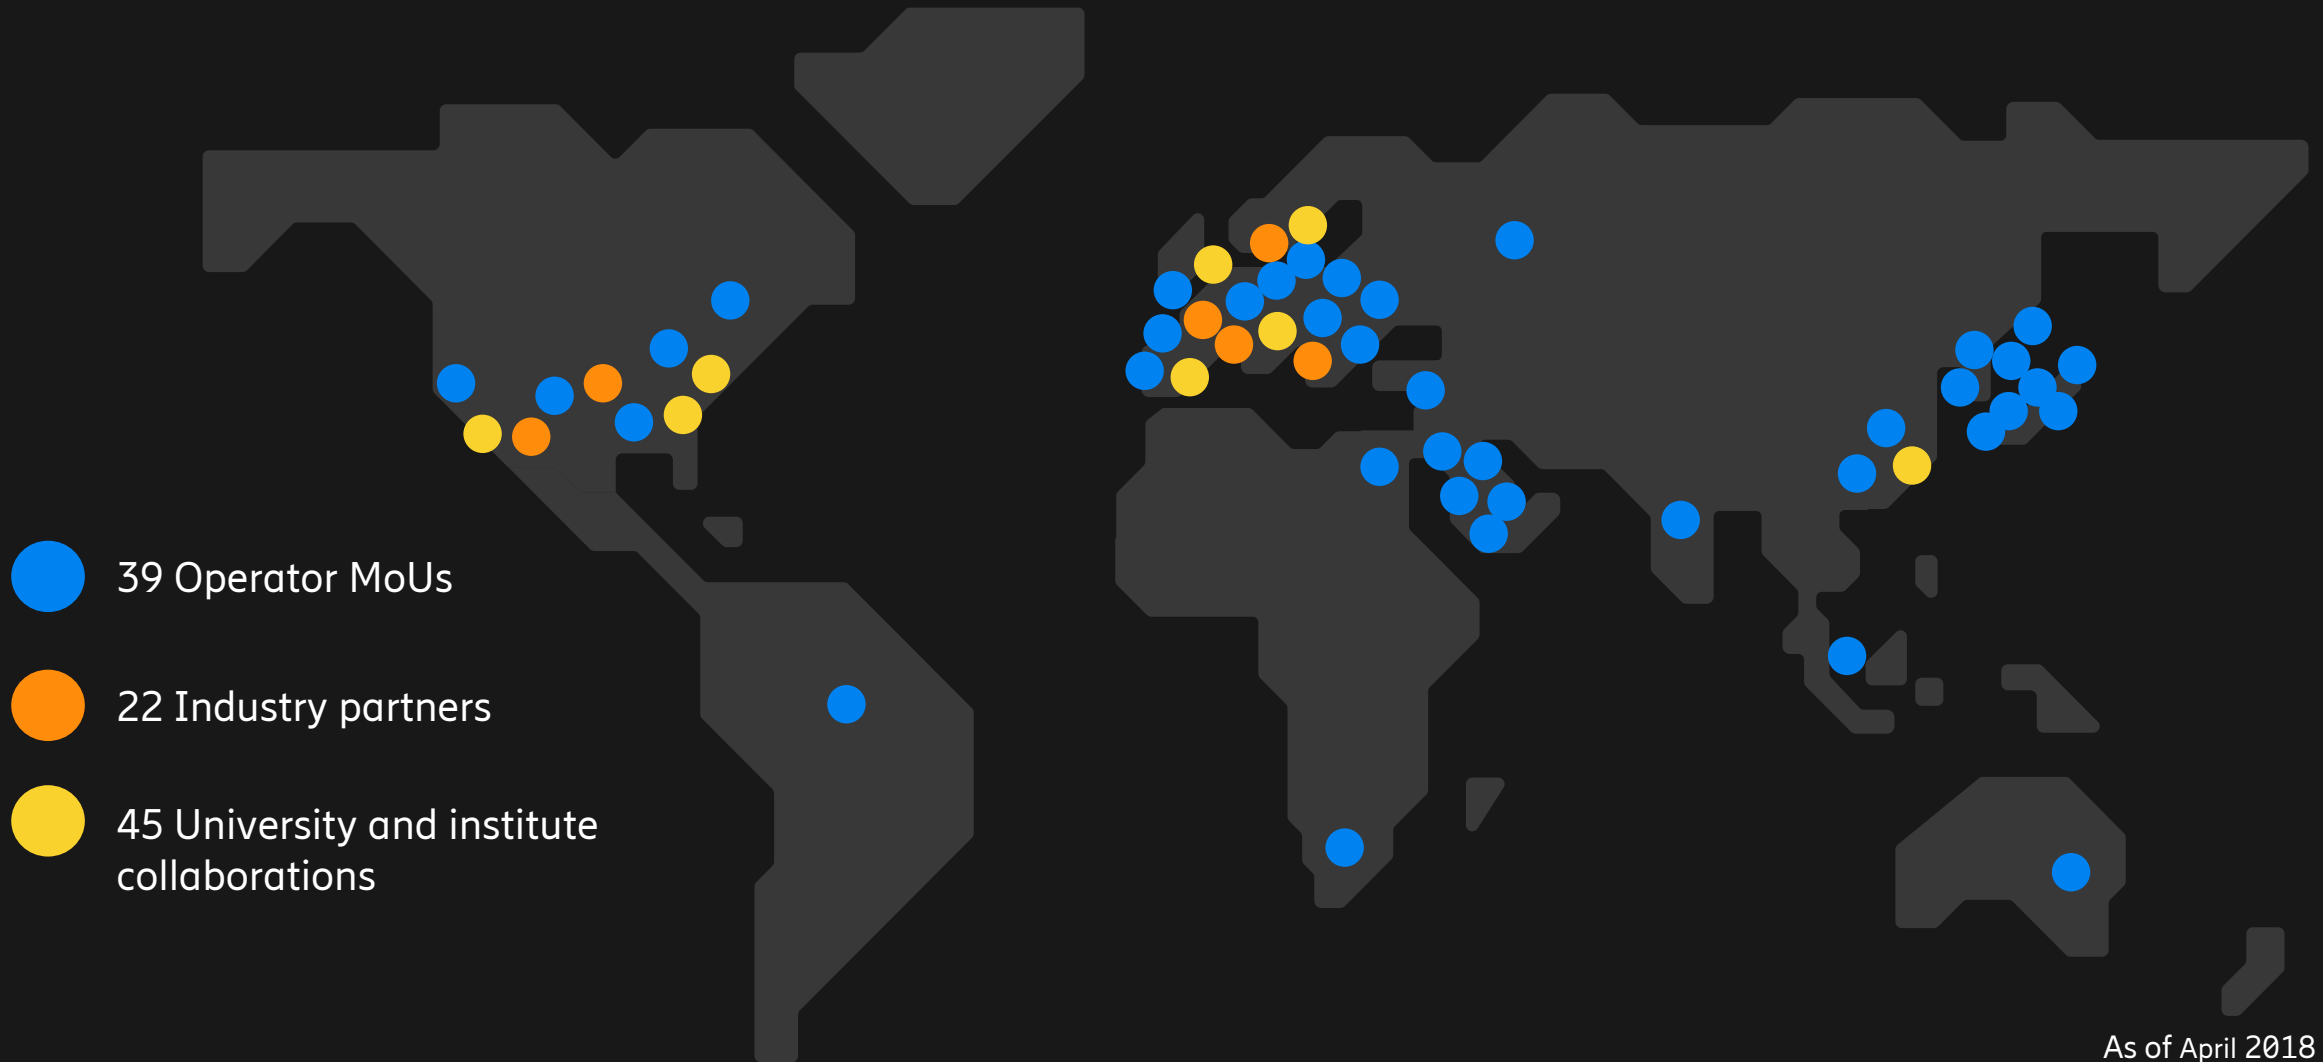 39 Operator MoUs
22 Industry partners
45 University and institute
collaborations
As of April 2018